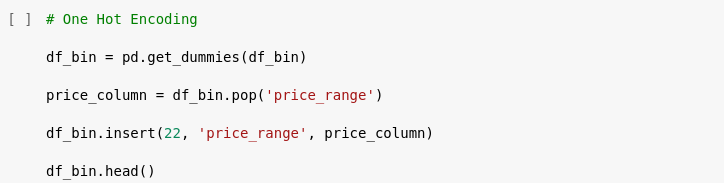 [ ] # One Hot Encoding
df_bin = pd.get_dummies(df_bin)
price_column = df_bin.pop('price_range')
df_bin.insert(22, 'price_range', price_column)
df_bin.head()